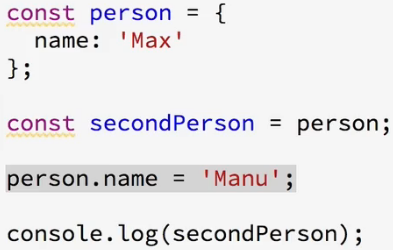 const person = {
  name: 'Max'
};
const secondPerson = person;
person.name = 'Manu';
console.log(secondPerson);